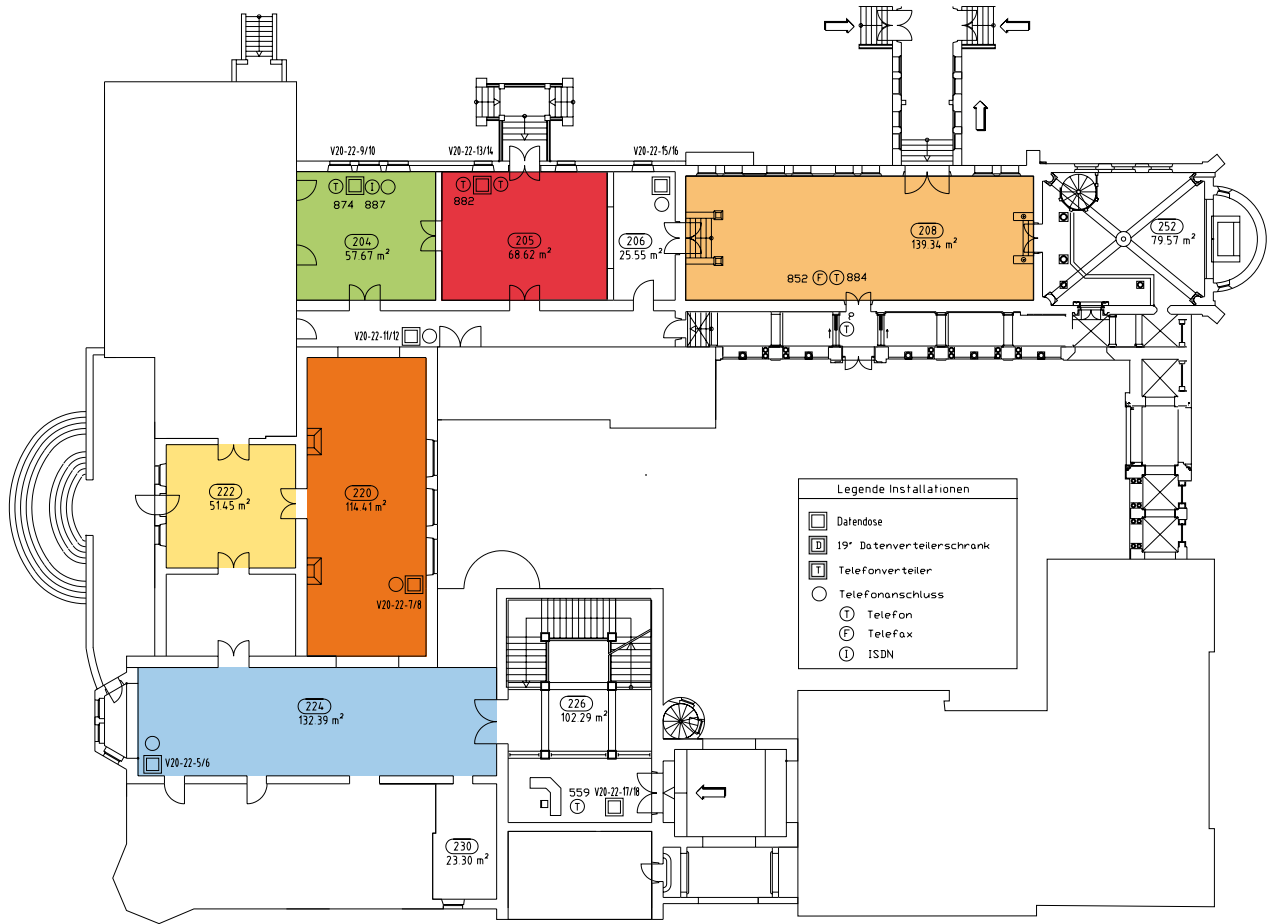 V20-22-9/10
V20-22-13/14
V20-22-15/16
T
I
874 887
T
T
882
204
57.67 m²
205
68.62 m²
206
25.55 m²
208
139.34 m²
252
79.57 m²
852 F T 884
V20-22-11/12
P
T
222
51.45 m²
220
114.41 m²
V20-22-7/8
Legende Installationen
Datendose
D 19" Datenverteilerschrank
T Telefonverteiler
Telefonanschluss
T Telefon
F Telefax
I ISDN
224
132.39 m²
226
102.29 m²
V20-22-5/6
559
T
V20-22-17/18
230
23.30 m²